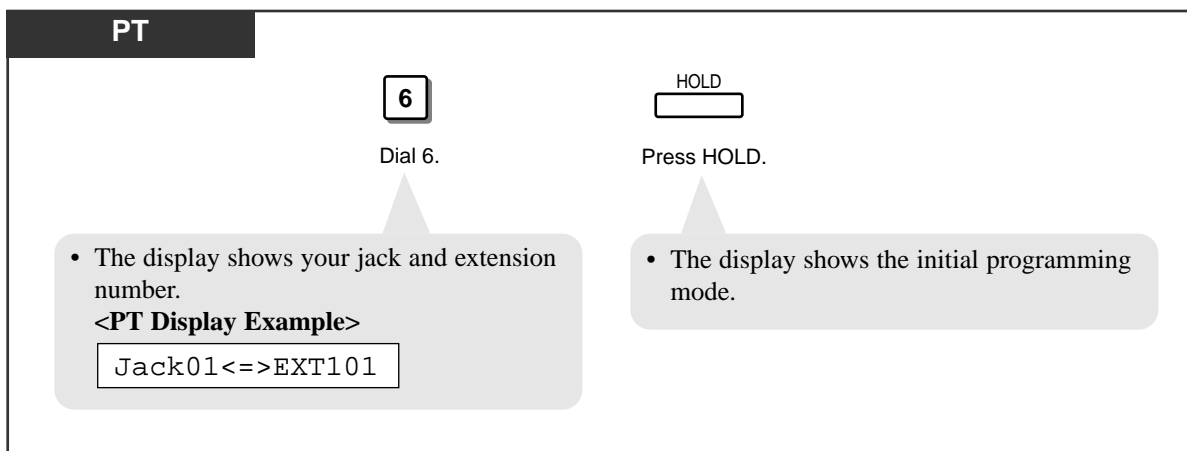 PT
6
HOLD
Dial 6.
Press HOLD.
• The display shows your jack and extension
number.
<PT Display Example>
Jack01<=>EXT101
• The display shows the initial programming
mode.